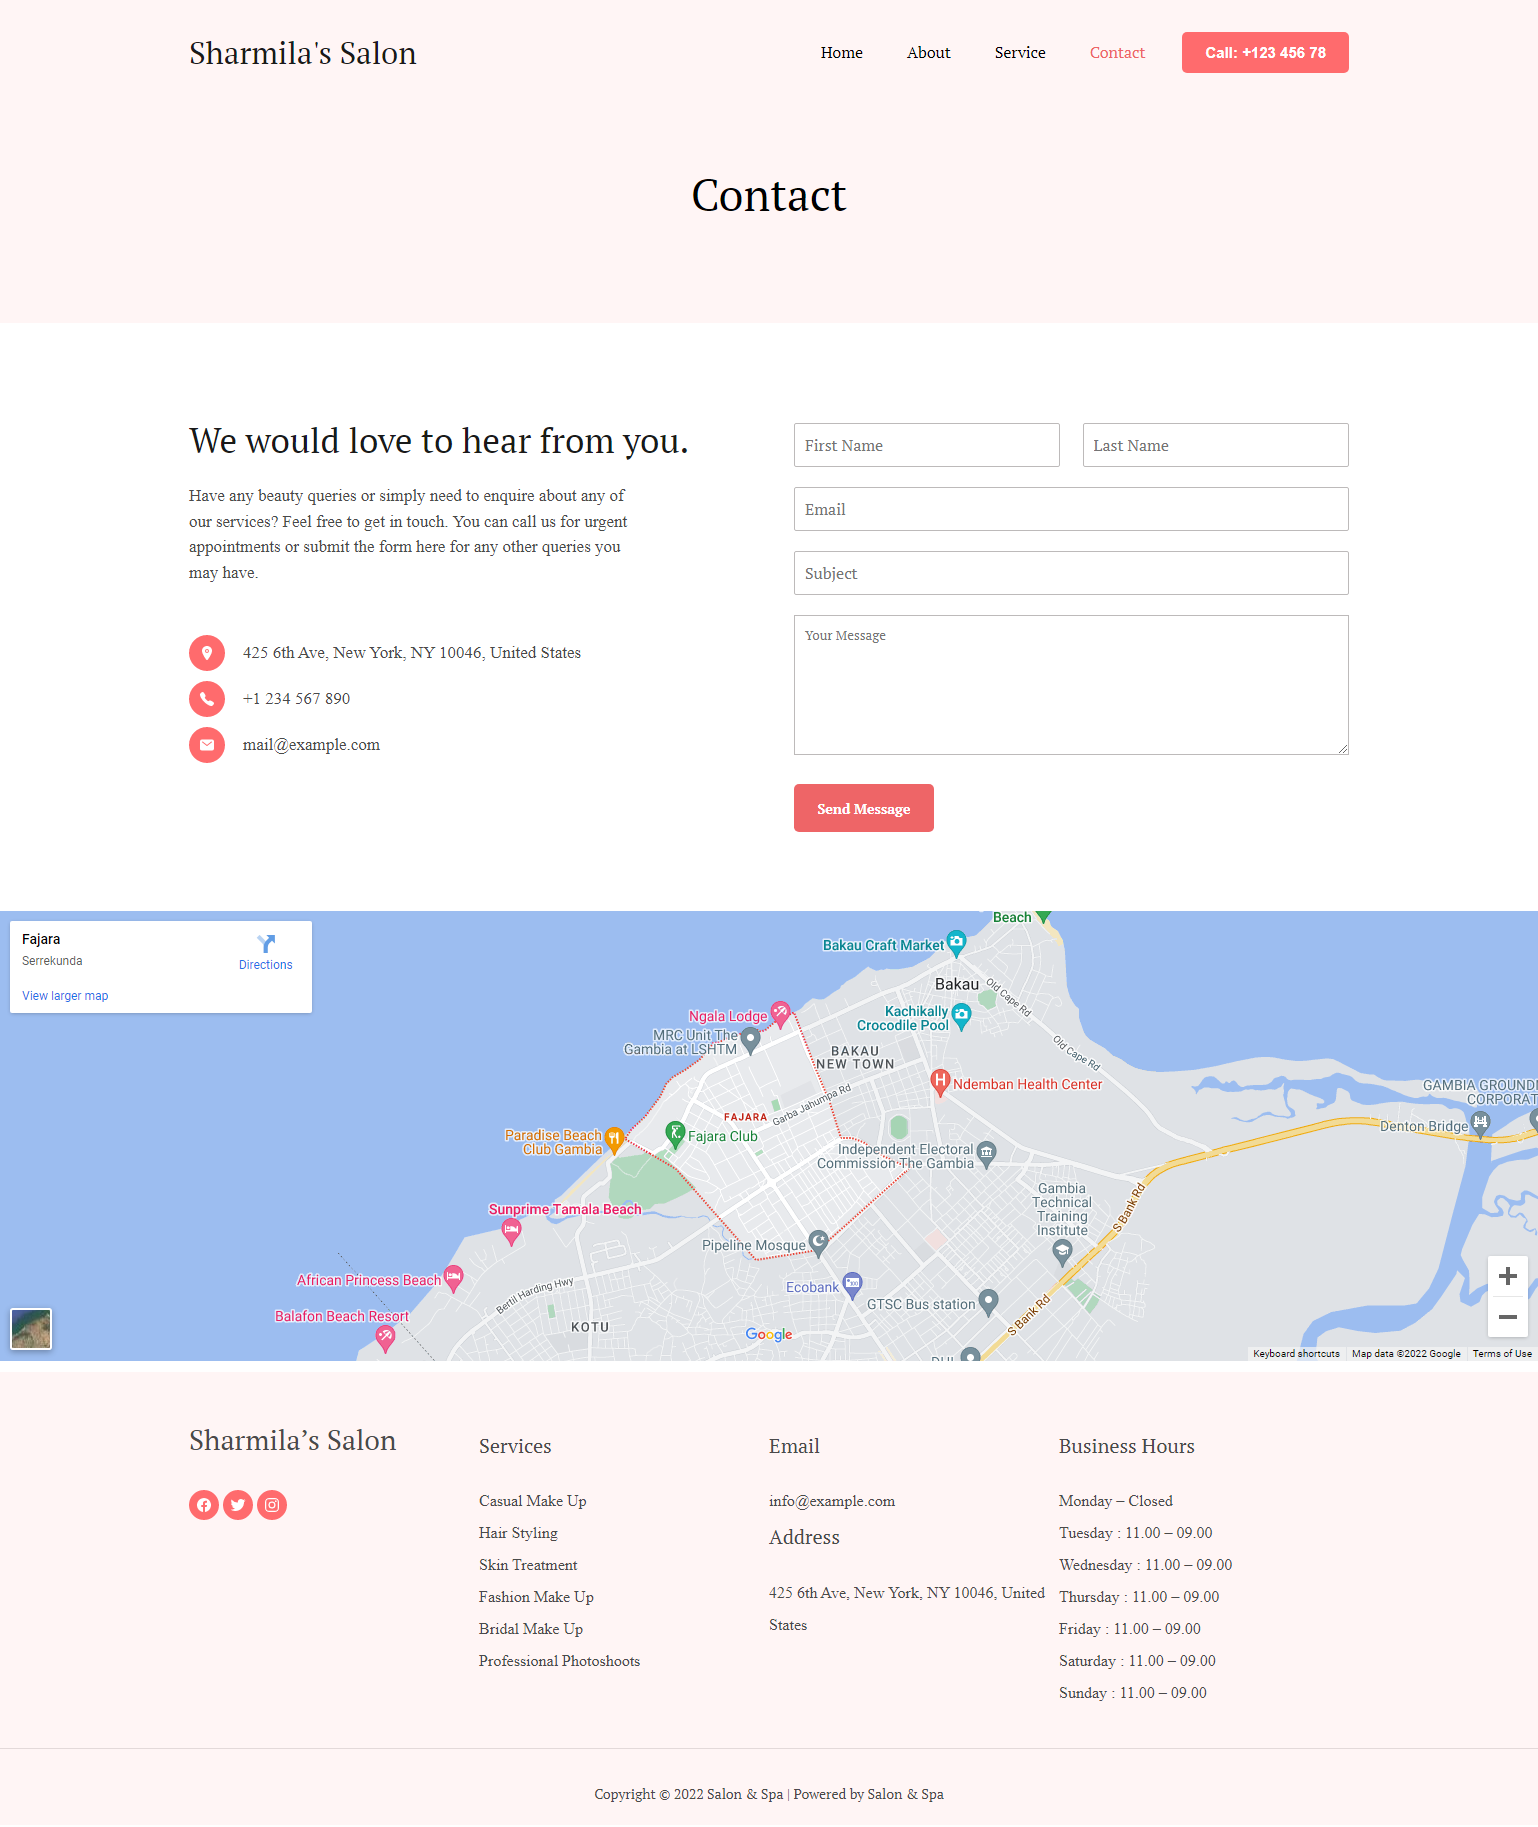 Sharmila's Salon
Home
About
Service
Contact
Call: +123 456 78
Contact
We would love to hear from you.
Have any beauty queries or simply need to enquire about any of
our services? Feel free to get in touch. You can call us for urgent
appointments or submit the form here for any other queries you
may have.
425 6th Ave, New York, NY 10046, United States
+1 234 567 890
mail@example.com
First Name
Last Name
Email
Subject
Your Message
Send Message
Fajara
Serrekunda
Directions
View larger map
Beach
Bakau Craft Market
Bakau
Old Cape Rd
Kachikally
Crocodile Pool
Ngala Lodge
MRC Unit The
Gambia at LSHTM
BAKAU
NEW TOWN
Old Cape Rd
Ndemban Health Center
GAMBIA GROUND
CORPORAT
Garba Jahumpa Rd
FAJARA
Denton Bridge
Paradise Beach
Club Gambia
Fajara Club
Independent Electoral
Commission The Gambia
Gambia
Technical
Training
Institute
S Bank Rd
Sunprime Tamala Beach
Pipeline Mosque
African Princess Beach
Bertil Harding Hwy
Ecobank
GTSC Bus station
S Bank Rd
Balafon Beach Resort
KOTU
Google
Keyboard shortcuts
Map data ©2022 Google
Terms of Use
Sharmila’s Salon
Services
Casual Make Up
Hair Styling
Skin Treatment
Fashion Make Up
Bridal Make Up
Professional Photoshoots
Email
info@example.com
Address
425 6th Ave, New York, NY 10046, United
States
Business Hours
Monday – Closed
Tuesday : 11.00 – 09.00
Wednesday : 11.00 – 09.00
Thursday : 11.00 – 09.00
Friday : 11.00 – 09.00
Saturday : 11.00 – 09.00
Sunday : 11.00 – 09.00
Copyright © 2022 Salon & Spa | Powered by Salon & Spa